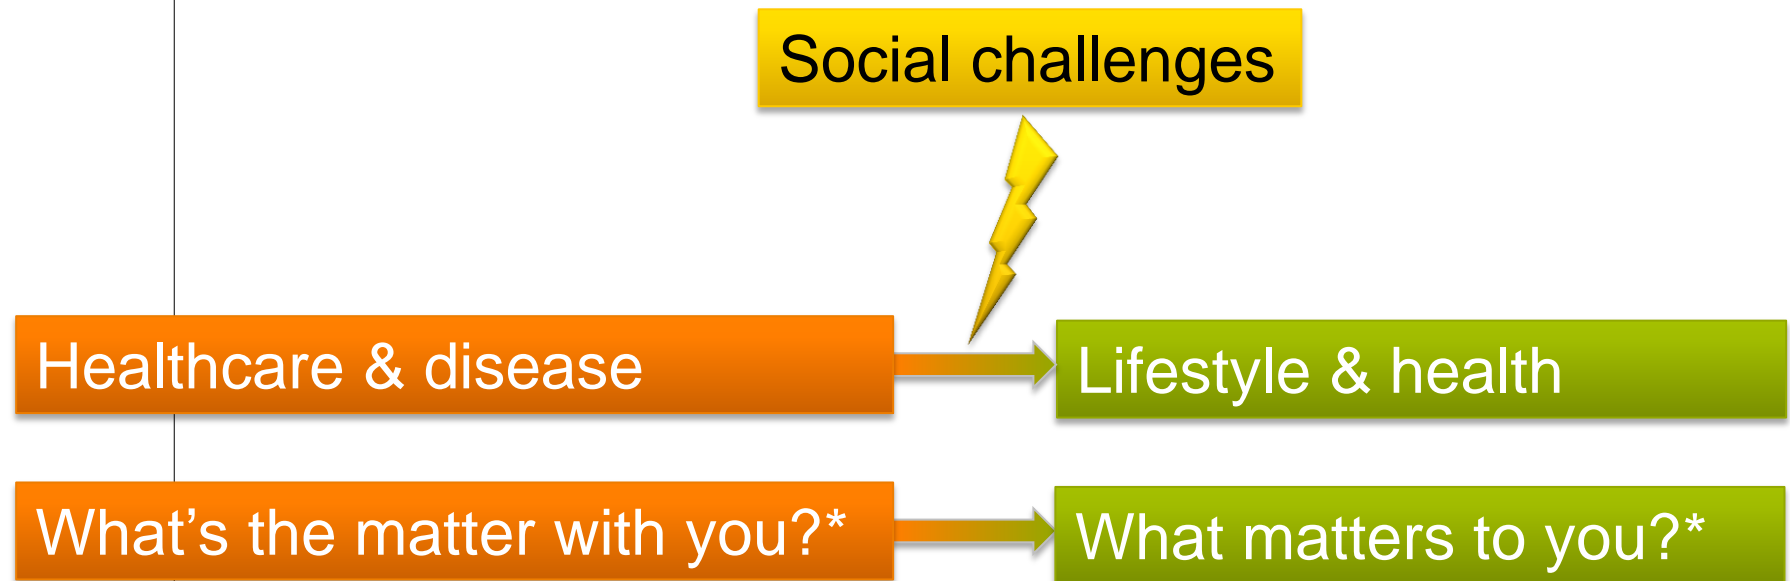 Social challenges
Healthcare & disease
Lifestyle & health
What’s the matter with you?*
What matters to you?*